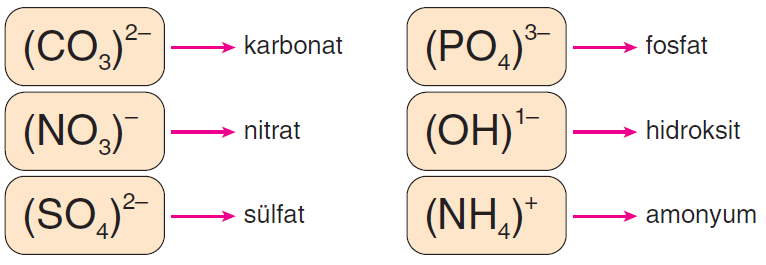 (CO₃)²⁻ karbonat
(NO₃)⁻ nitrat
(SO₄)²⁻ sülfat
(PO₄)³⁻ fosfat
(OH)¹⁻ hidroksit
(NH₄)⁺ amonyum